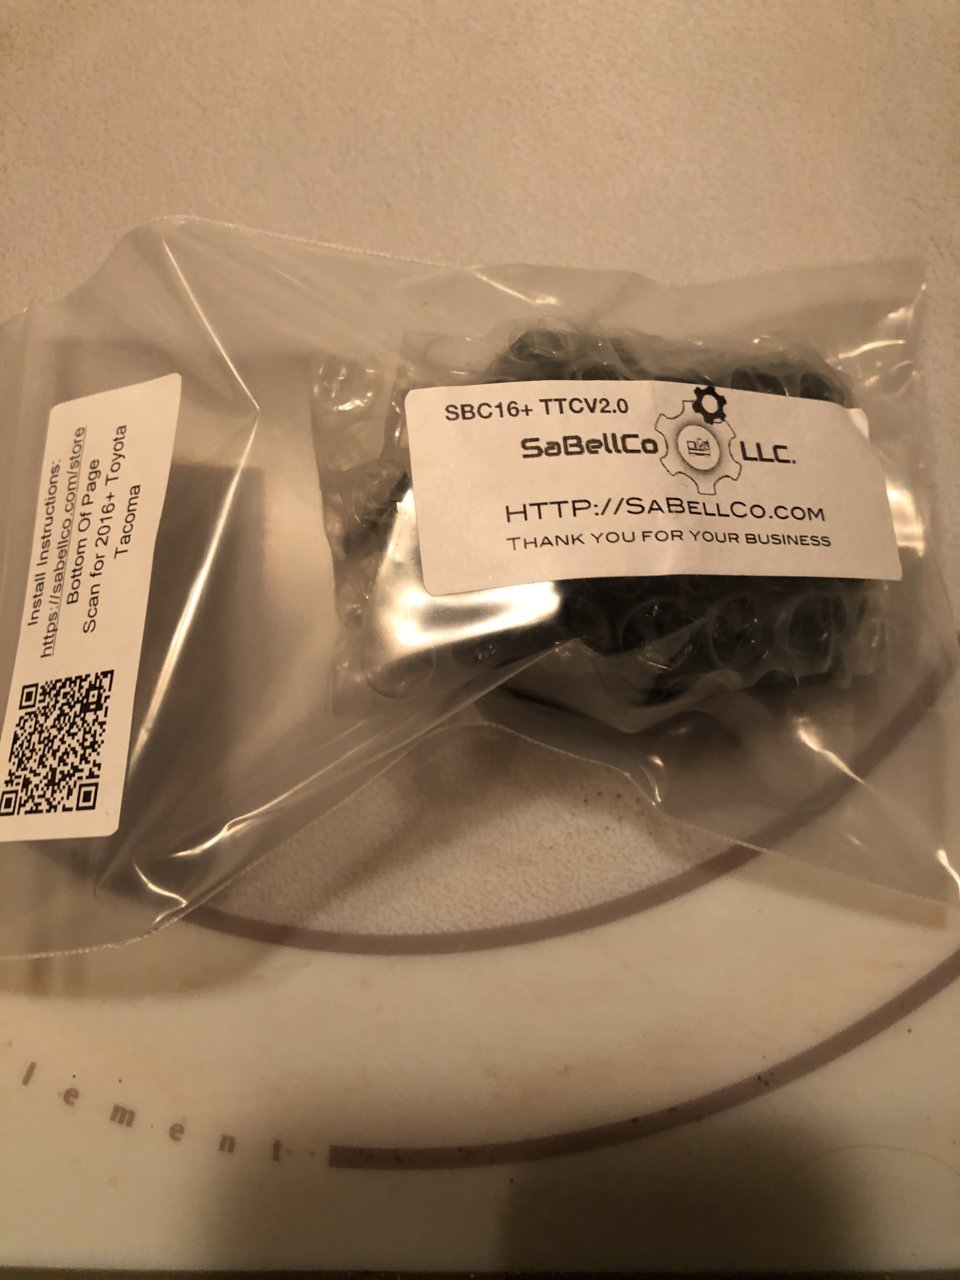 SBC16+ TTCV2.0
SaBellCo LLC.
HTTP://SABELLCO.COM
THANK YOU FOR YOUR BUSINESS
Install Instructions:
https://sabellco.com/store
Bottom Of Page
Scan for 2016+ Toyota
Tacoma
lement